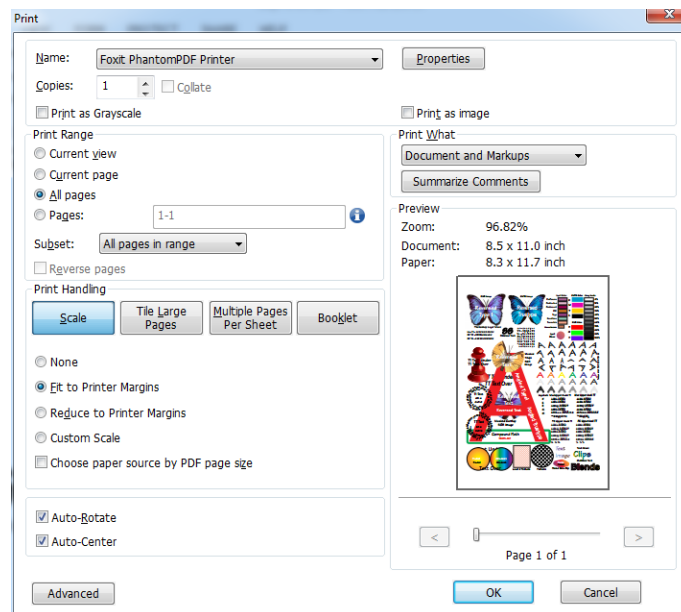 Print
Name: Foxit PhantomPDF Printer Properties
Copies: 1 Collate
Print as Grayscale Print as image
Print Range
Current view
Current page
All pages
Pages: 1-1
Subset: All pages in range
Reverse pages
Print What
Document and Markups
Summarize Comments
Preview
Zoom: 96.82%
Document: 8.5 x 11.0 inch
Paper: 8.3 x 11.7 inch
Clips
Blends
Page 1 of 1
Print Handling
Scale
Tile Large
Pages
Multiple Pages
Per Sheet
Booklet
None
Fit to Printer Margins
Reduce to Printer Margins
Custom Scale
Choose paper source by PDF page size
Auto-Rotate
Auto-Center
Advanced OK Cancel